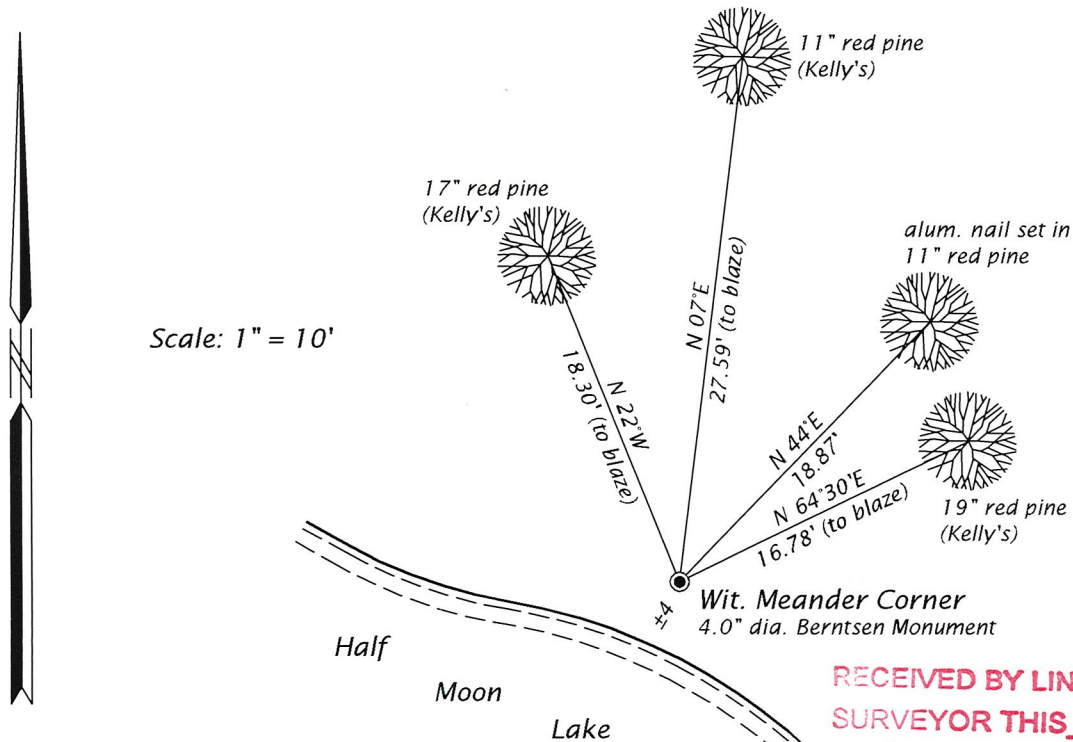 11" red pine
(Kelly's)
17" red pine
(Kelly's)
alum. nail set in
11" red pine
Scale: 1" = 10'
N
N 07°E
27.59' (to blaze)
N 22°W
18.30' (to blaze)
N 44°E
18.87'
N 64°30'E
16.78' (to blaze)
19" red pine
(Kelly's)
±4
Wit. Meander Corner
4.0" dia. Berntsen Monument
Half
Moon
Lake
RECEIVED BY LIN
SURVEYOR THIS